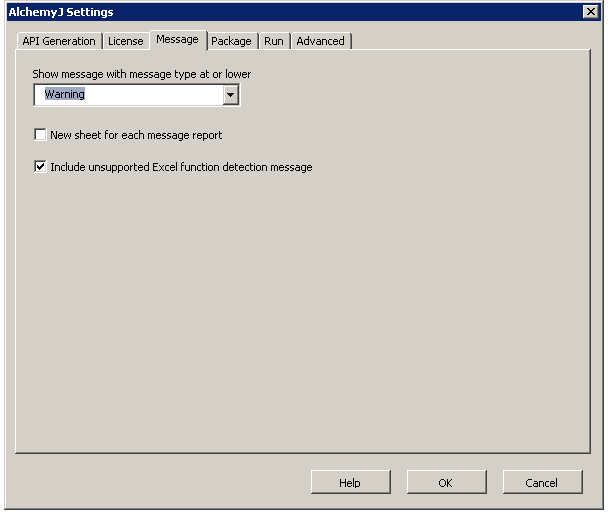 AlchemyJ Settings
API Generation License Message Package Run Advanced
Show message with message type at or lower
Warning
New sheet for each message report
Include unsupported Excel function detection message
Help OK Cancel